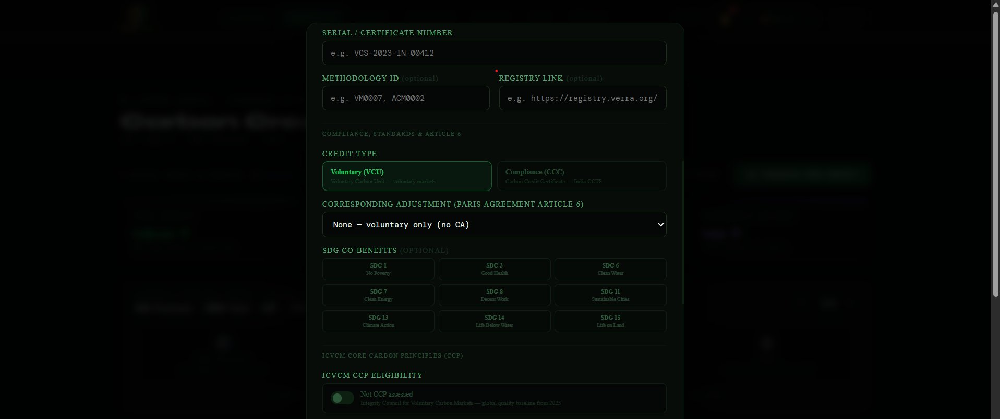 SERIAL / CERTIFICATE NUMBER
e.g. VCS-2023-IN-00412
METHODOLOGY ID (optional)
REGISTRY LINK (optional)
e.g. VM0007, ACM0002
e.g. https://registry.verra.org/
COMPLIANCE, STANDARDS & ARTICLE 6
CREDIT TYPE
Voluntary (VCU)
Voluntary Carbon Unit — voluntary markets
Compliance (CCC)
Carbon Credit Certificate — India CCTS
CORRESPONDING ADJUSTMENT (PARIS AGREEMENT ARTICLE 6)
None — voluntary only (no CA)
SDG CO-BENEFITS (OPTIONAL)
SDG 1
No Poverty
SDG 3
Good Health
SDG 6
Clean Water
SDG 7
Clean Energy
SDG 8
Decent Work
SDG 11
Sustainable Cities
SDG 13
Climate Action
SDG 14
Life Below Water
SDG 15
Life on Land
ICVCM CORE CARBON PRINCIPLES (CCP)
ICVCM CCP ELIGIBILITY
Not CCP assessed
Integrity Council for Voluntary Carbon Markets — global quality baseline from 2023